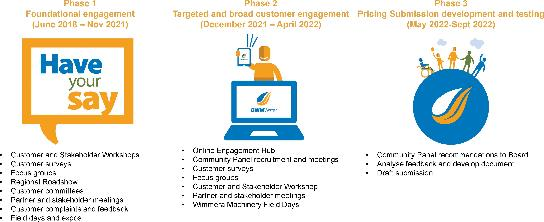 Phase 1
Foundational engagement
(June 2018 – Nov 2021)
Have
your
say
• Customer and Stakeholder Workshops
• Customer surveys
• Focus groups
• Regional Roadshow
• Customer committees
• Partner and stakeholder meetings
• Customer complaints and feedback
• Field days and expos
Phase 2
Targeted and broad customer engagement
(December 2021 – April 2022)
GWMWater
• Online Engagement Hub
• Community Panel recruitment and meetings
• Customer surveys
• Focus groups
• Customer and Stakeholder Workshop
• Partner and stakeholder meetings
• Wimmera Machinery Field Days
Phase 3
Pricing Submission development and testing
(May 2022-Sept 2022)
• Community Panel recommendations to Board
• Analyse feedback and develop document
• Draft submission